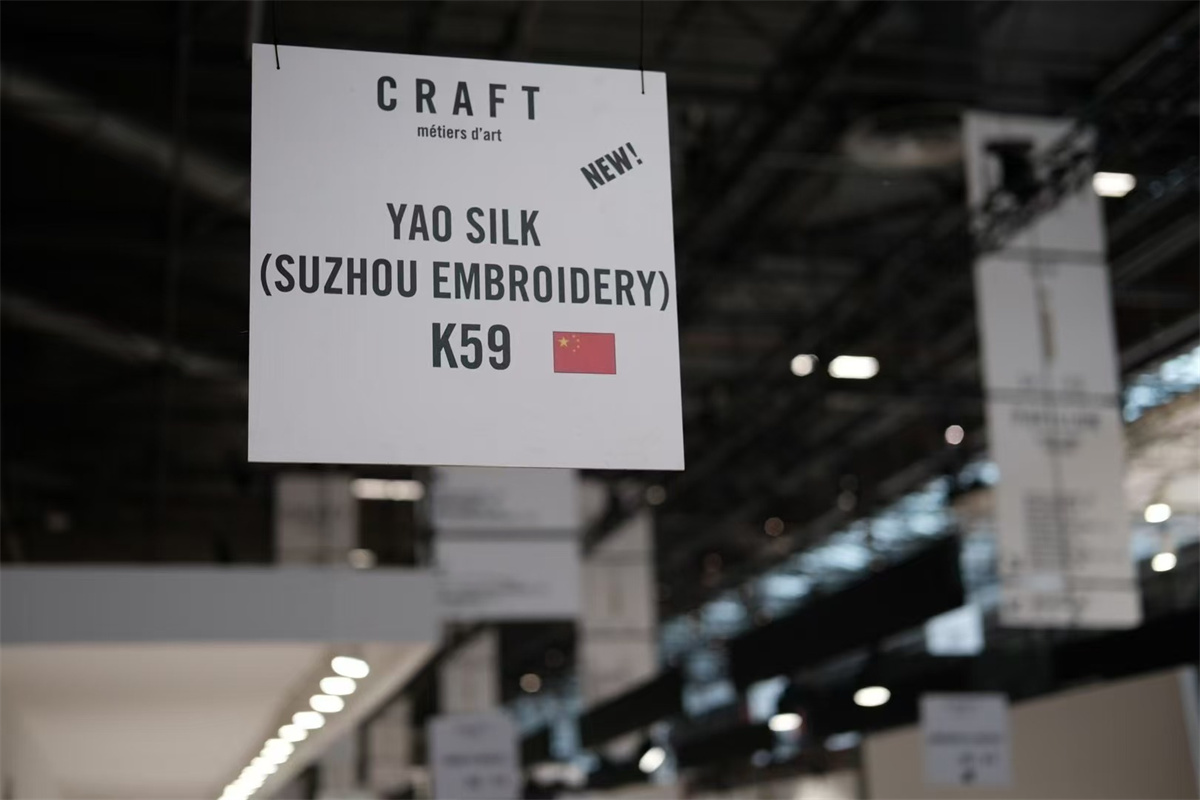 CRAFT
métiers d'art
NEW!
YAO SILK
(SUZHOU EMBROIDERY)
K59